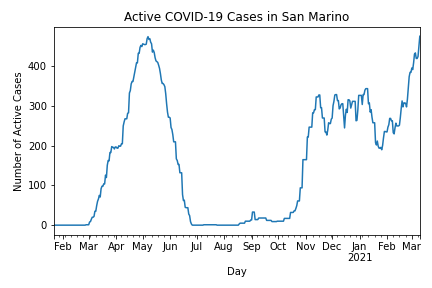 Active COVID-19 Cases in San Marino
Number of Active Cases
400
300
200
100
0
Feb Mar Apr May Jun Jul Aug Sep Oct Nov Dec Jan Feb Mar
2021
Day